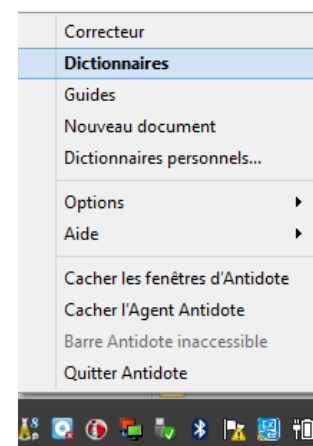 Correcteur
Dictionnaires
Guides
Nouveau document
Dictionnaires personnels...
Options
Aide
Cacher les fenêtres d'Antidote
Cacher l'Agent Antidote
Barre Antidote inaccessible
Quitter Antidote